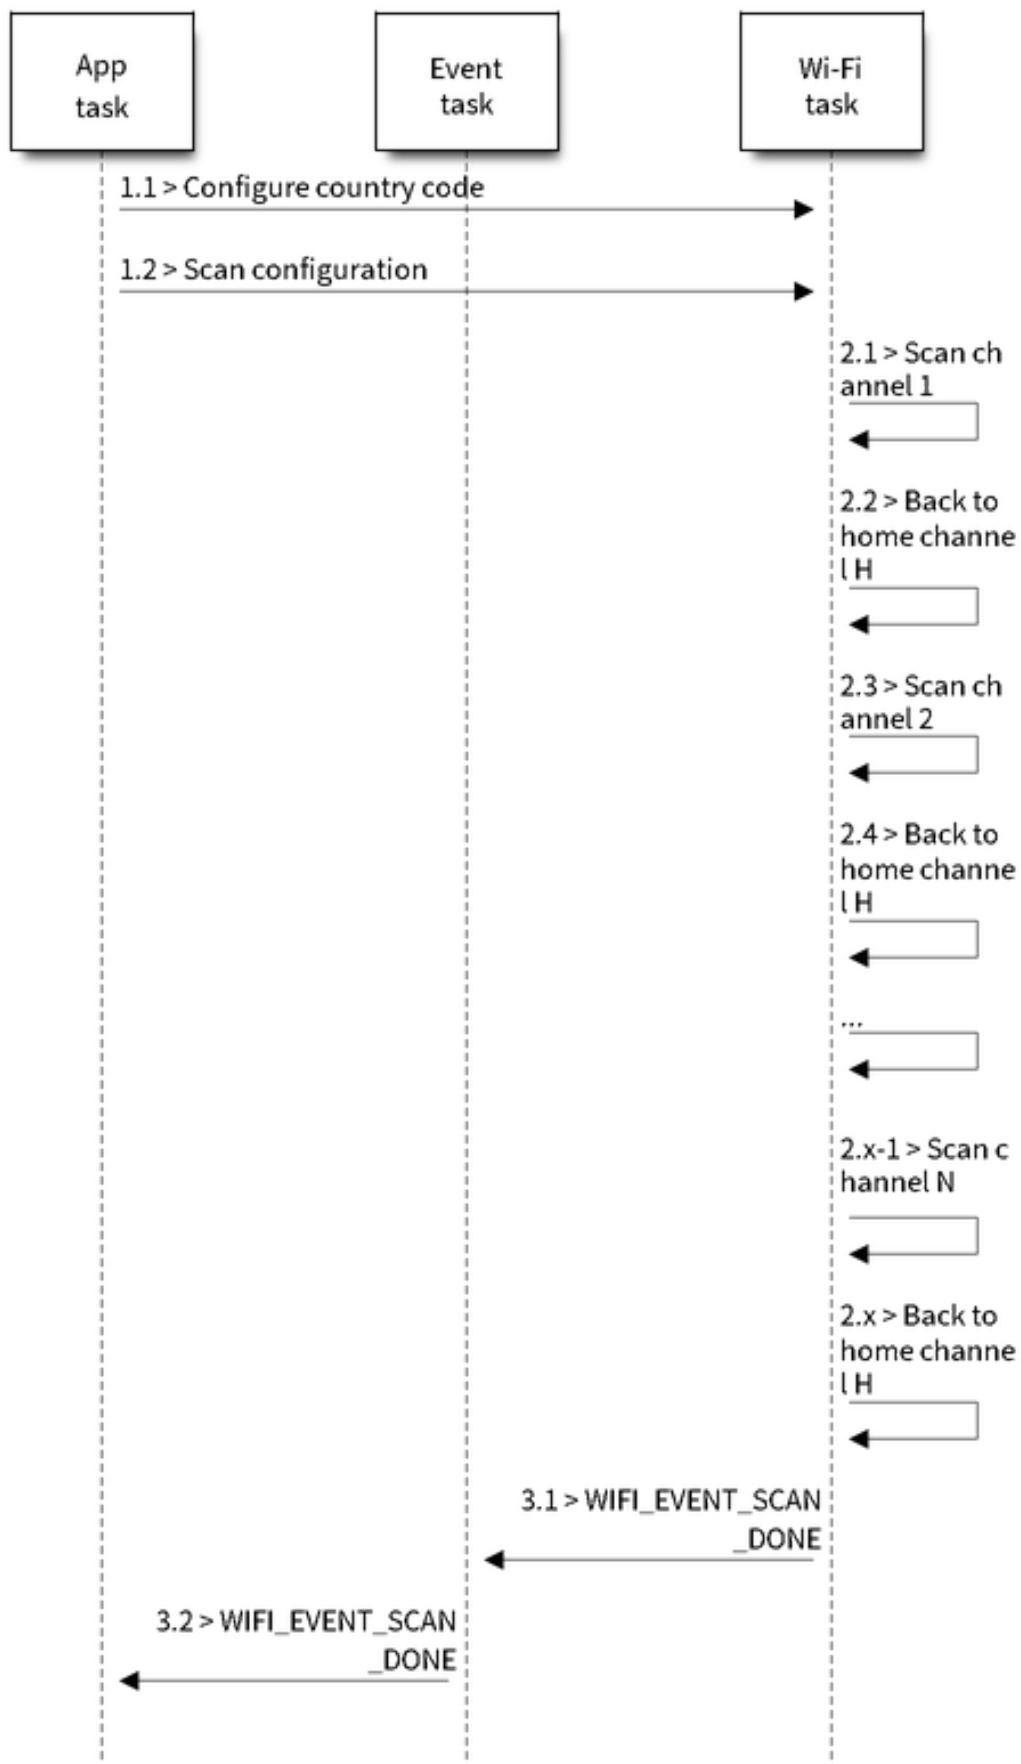 App
task
Event
task
Wi-Fi
task
1.1 > Configure country code
1.2 > Scan configuration
2.1 > Scan ch
annel 1
2.2 > Back to
home channe
l H
2.3 > Scan ch
annel 2
2.4 > Back to
home channe
l H
...
2.x-1 > Scan c
hannel N
2.x > Back to
home channe
l H
3.1 > WIFI_EVENT_SCAN
_DONE
3.2 > WIFI_EVENT_SCAN
_DONE